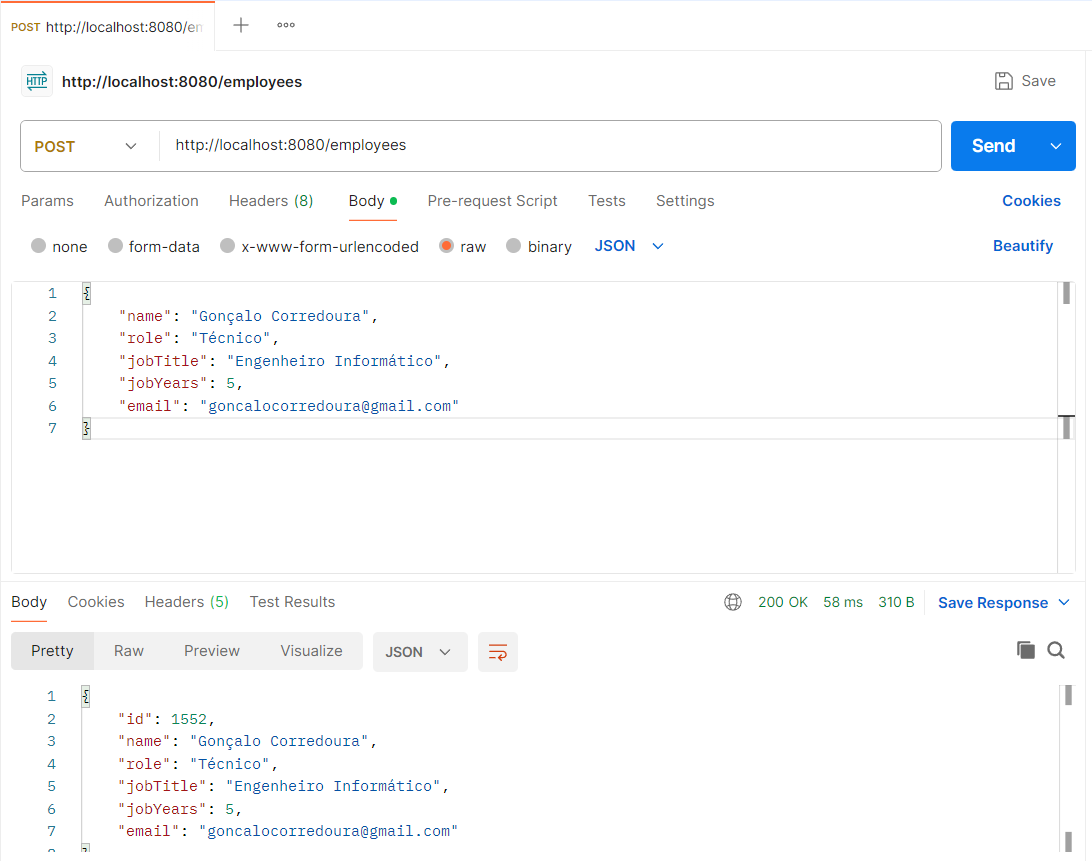 POST http://localhost:8080/en
HTTP http://localhost:8080/employees Save
POST http://localhost:8080/employees Send
Params Authorization Headers (8) Body Pre-request Script Tests Settings Cookies
none form-data x-www-form-urlencoded raw binary JSON Beautify
1 {
2 "name": "Gonçalo Corredoura",
3 "role": "Técnico",
4 "jobTitle": "Engenheiro Informático",
5 "jobYears": 5,
6 "email": "goncalocorredoura@gmail.com"
7 }
Body Cookies Headers (5) Test Results 200 OK 58 ms 310 B Save Response
Pretty Raw Preview Visualize JSON
1 {
2 "id": 1552,
3 "name": "Gonçalo Corredoura",
4 "role": "Técnico",
5 "jobTitle": "Engenheiro Informático",
6 "jobYears": 5,
7 "email": "goncalocorredoura@gmail.com"
8 }